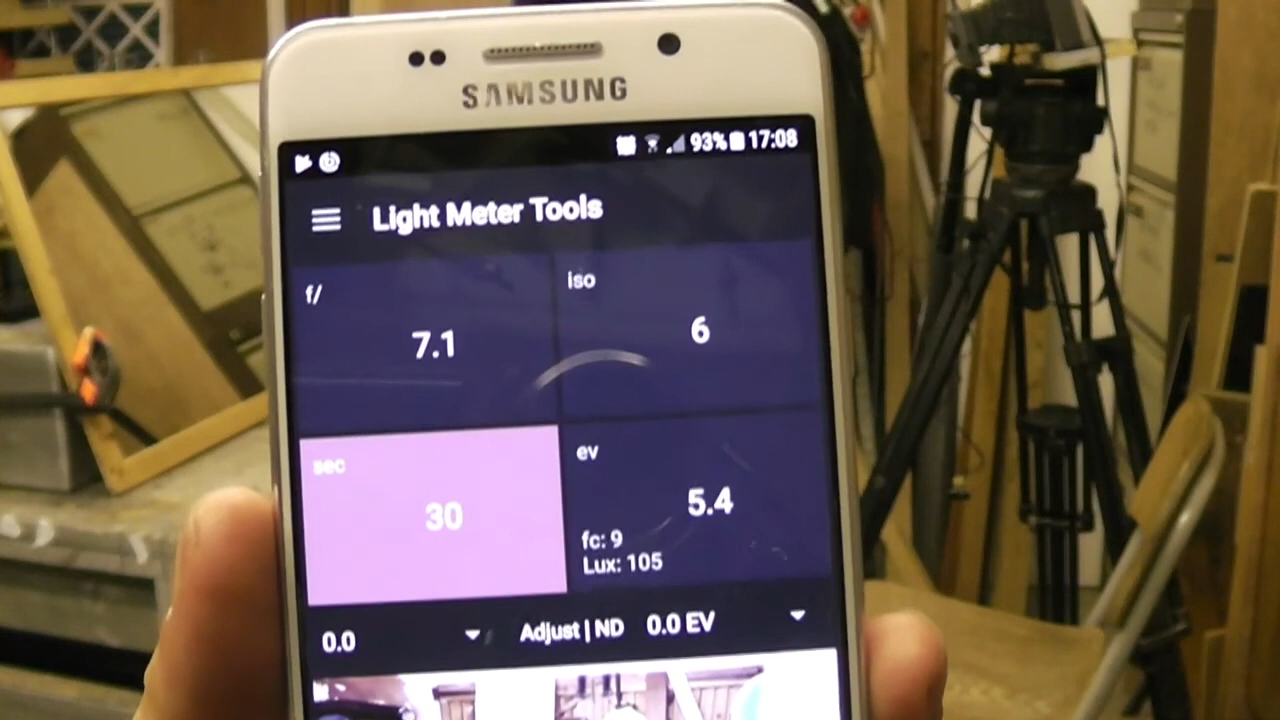 SAMSUNG
93% 17:08
Light Meter Tools
f/
7.1
iso
6
sec
30
ev
5.4
fc: 9
Lux: 105
0.0
Adjust | ND
0.0 EV